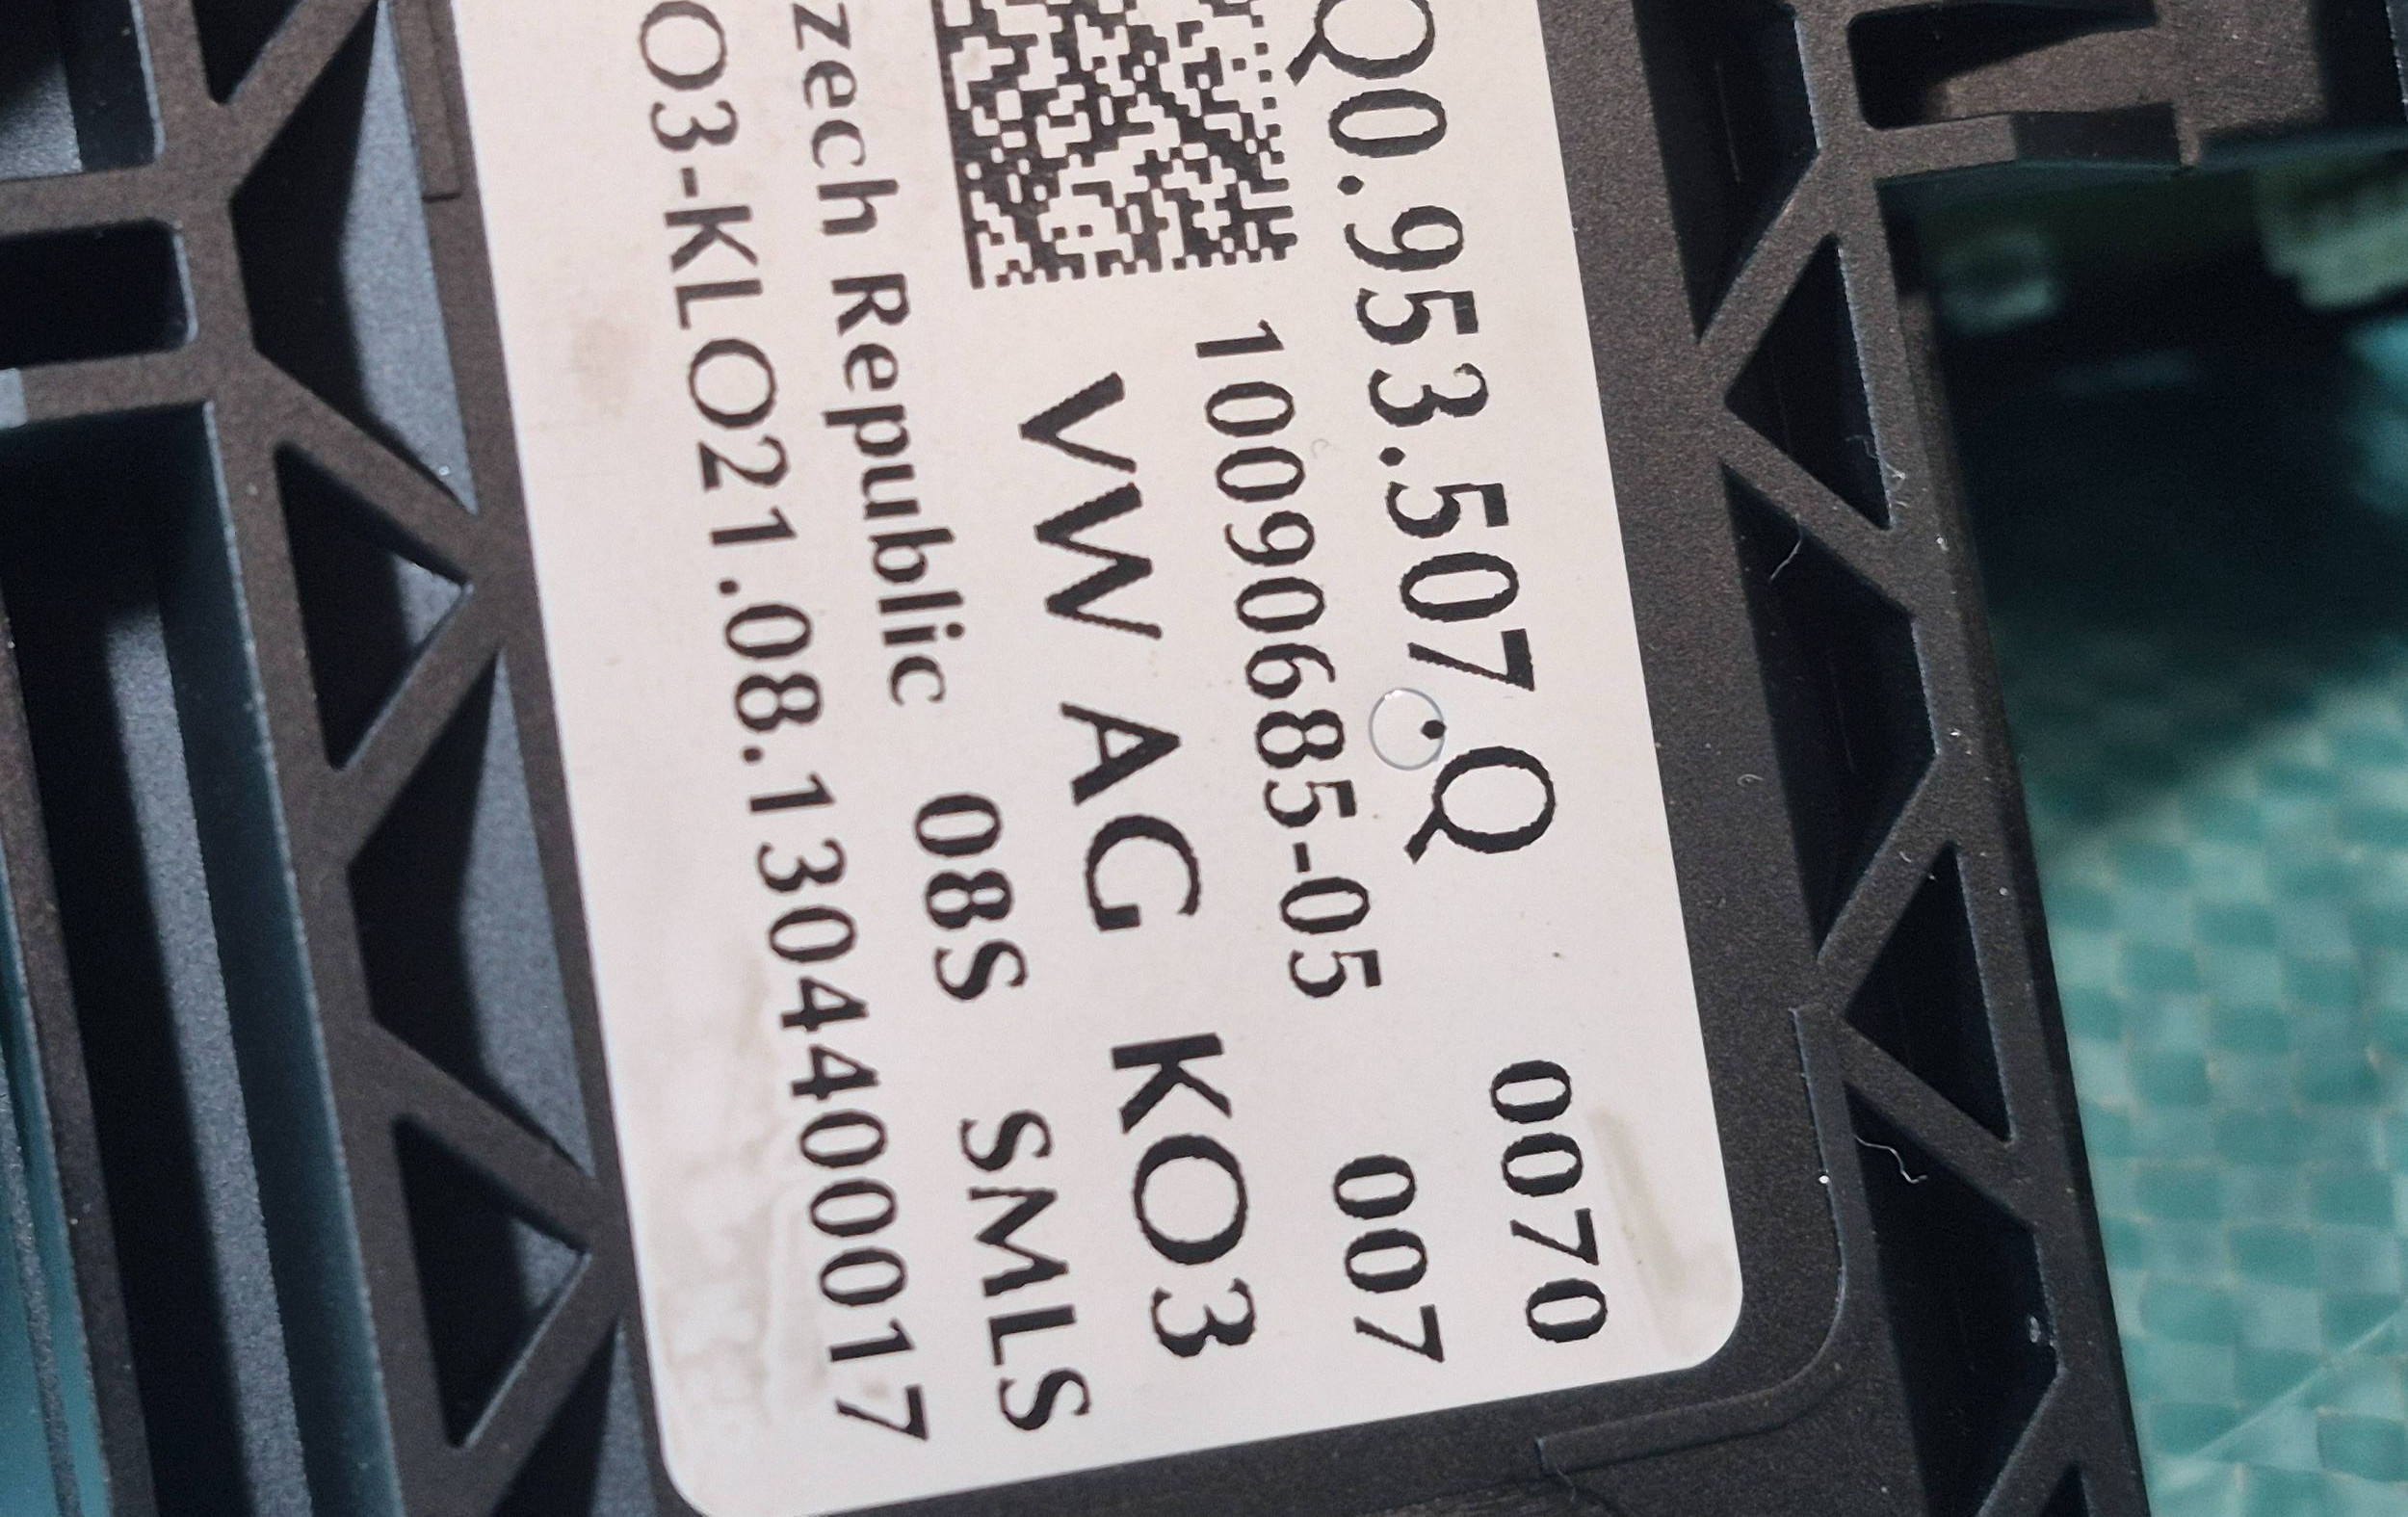 Q0.953.507.Q 0070
10090685-05 007
VW AG KO3
zech Republic 08S SMLS
O3-KLO21.08.1304400017